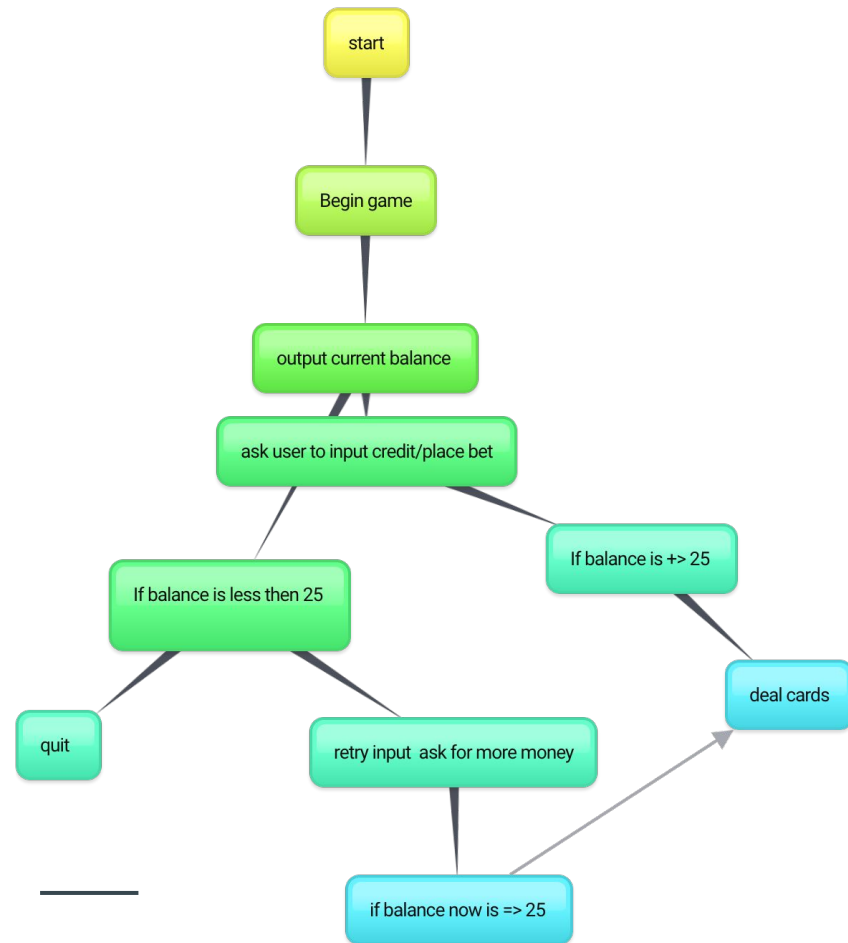 start
Begin game
output current balance
ask user to input credit/place bet
If balance is +> 25
If balance is less then 25
deal cards
quit
retry input  ask for more money
if balance now is => 25